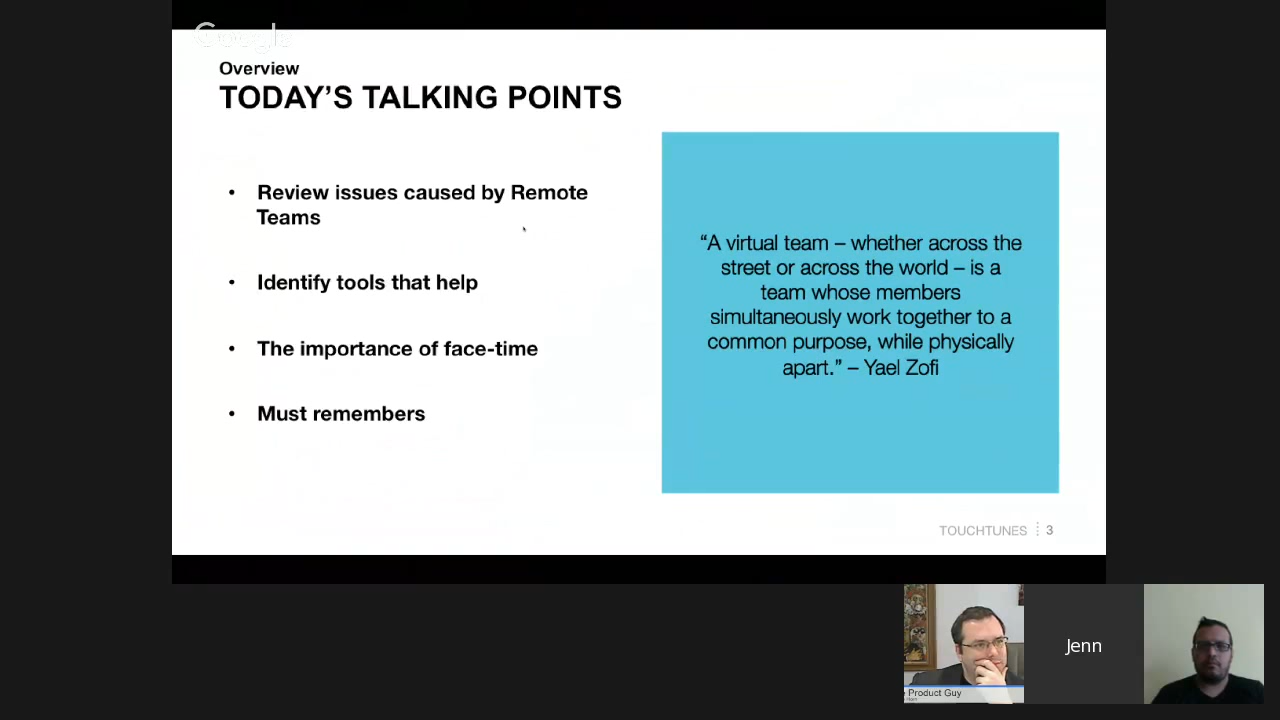 Google
Overview
TODAY'S TALKING POINTS
• Review issues caused by Remote
Teams
• Identify tools that help
• The importance of face-time
• Must remembers
“A virtual team – whether across the
street or across the world – is a
team whose members
simultaneously work together to a
common purpose, while physically
apart.” – Yael Zofi
TOUCHTUNES 3
Product Guy
Jenn